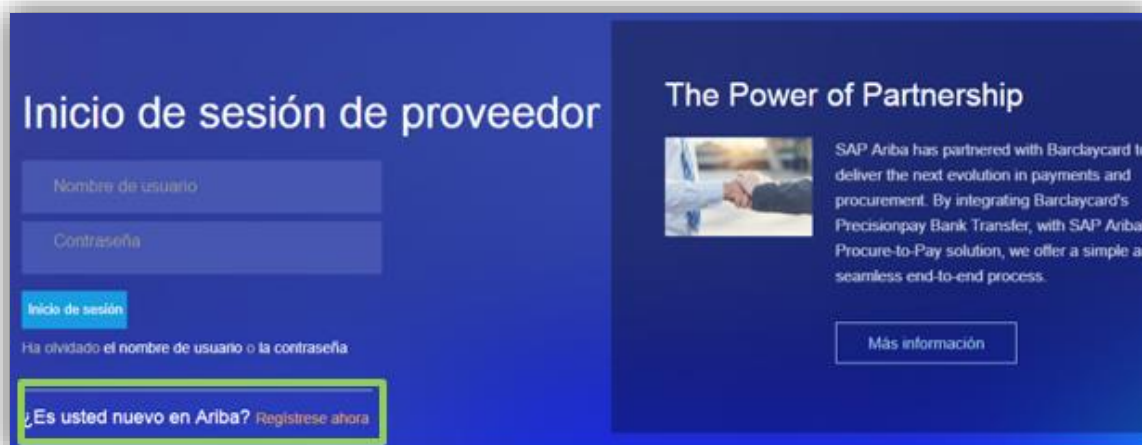 Inicio de sesión de proveedor
Nombre de usuario
Contraseña
Inicio de sesión
Ha olvidado el nombre de usuario o la contraseña
¿Es usted nuevo en Ariba? Regístrese ahora
The Power of Partnership
SAP Ariba has partnered with Barclaycard to
deliver the next evolution in payments and
procurement. By integrating Barclaycard's
Precisionpay Bank Transfer, with SAP Ariba
Procure-to-Pay solution, we offer a simple a
seamless end-to-end process.
Más información